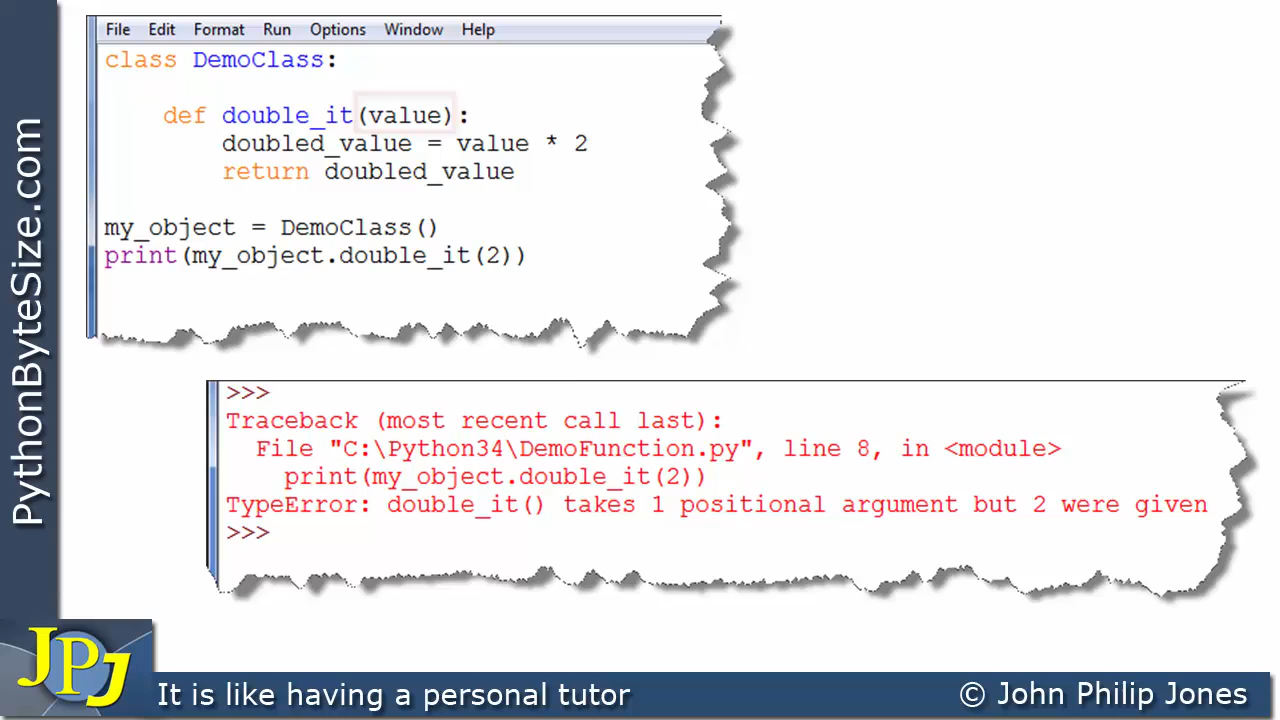 PythonByteSize.com
File Edit Format Run Options Window Help
class DemoClass:
def double_it(value):
doubled_value = value * 2
return doubled_value
my_object = DemoClass()
print(my_object.double_it(2))
>>>
Traceback (most recent call last):
File "C:\Python34\DemoFunction.py", line 8, in <module>
print(my_object.double_it(2))
TypeError: double_it() takes 1 positional argument but 2 were given
>>>
JPJ
It is like having a personal tutor
© John Philip Jones